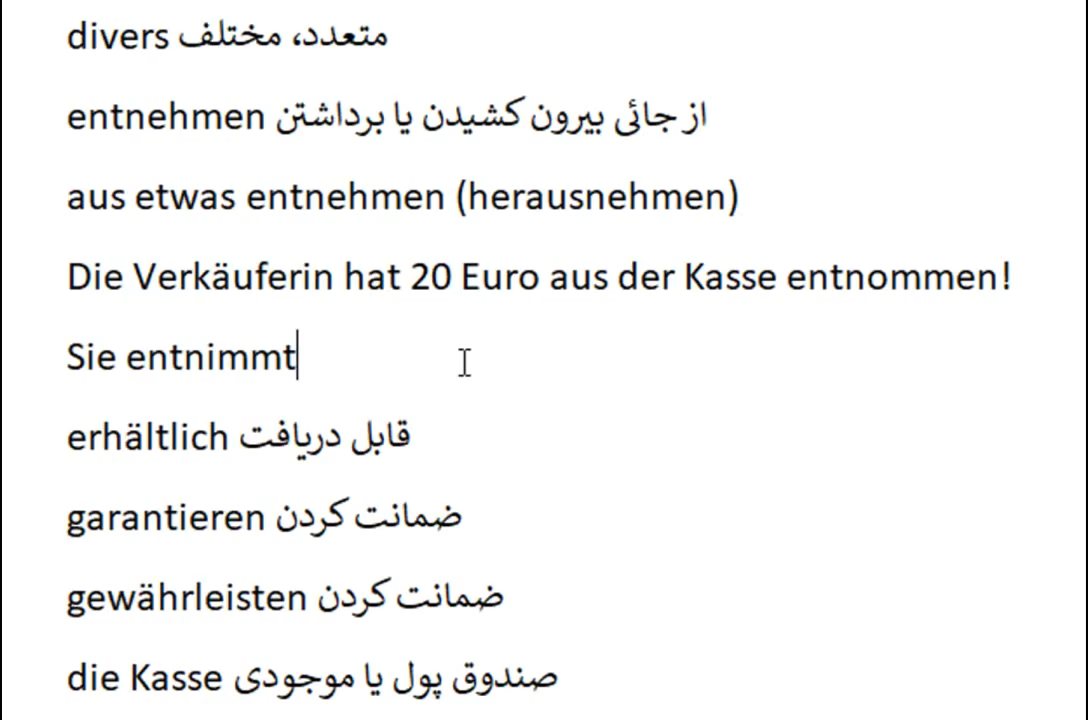 divers متعدد، مختلف
entnehmen از جائی بیرون کشیدن یا برداشتن
aus etwas entnehmen (herausnehmen)
Die Verkäuferin hat 20 Euro aus der Kasse entnommen!
Sie entnimmt
erhältlich قابل دریافت
garantieren ضمانت کردن
gewährleisten ضمانت کردن
die Kasse صندوق پول یا موجودی